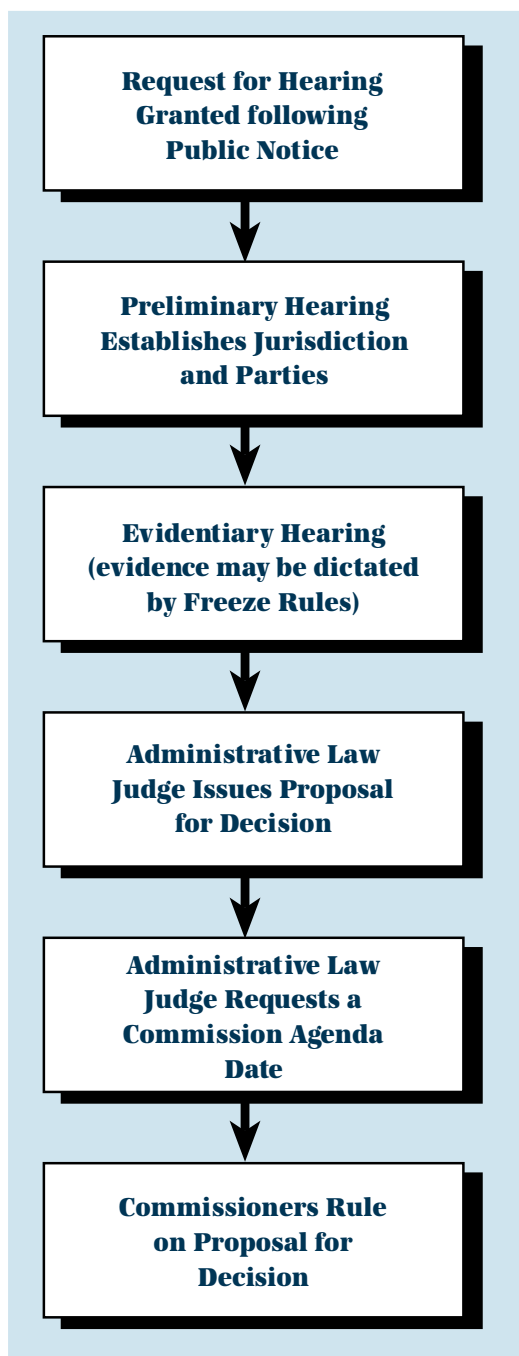 Request for Hearing
Granted following
Public Notice
Preliminary Hearing
Establishes Jurisdiction
and Parties
Evidentiary Hearing
(evidence may be dictated
by Freeze Rules)
Administrative Law
Judge Issues Proposal
for Decision
Administrative Law
Judge Requests a
Commission Agenda
Date
Commissioners Rule
on Proposal for
Decision